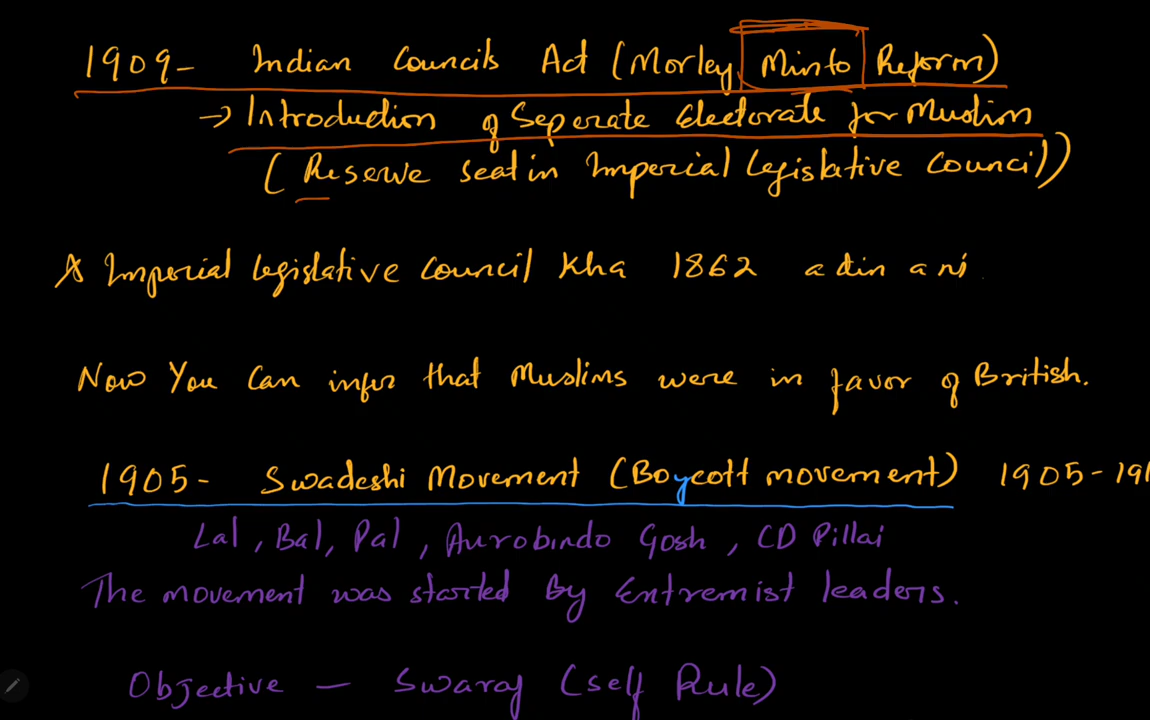 1909- Indian Councils Act (Morley Minto Reform)
→ Introduction of Seperate Electorate for Muslim
(Reserve seat in Imperial Legislative Council)
A Imperial Legislative Council Kha 1862 a din a ni
Now You Can infer that Muslims were in favor of British.
1905- Swadeshi Movement (Boycott movement) 1905-191
Lal, Bal, Pal, Aurobindo Gosh, CD Pillai
The movement was started by Extremist leaders.
Objective - Swaraj (self Rule)